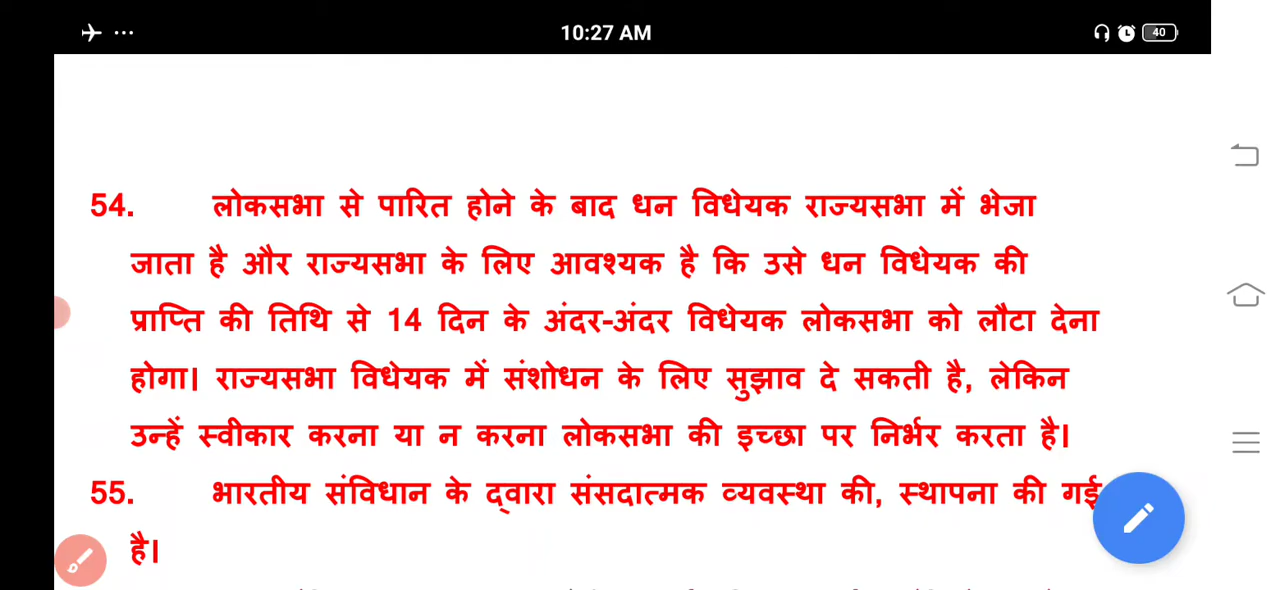 10:27 AM
40
54. लोकसभा से पारित होने के बाद धन विधेयक राज्यसभा में भेजा
जाता है और राज्यसभा के लिए आवश्यक है कि उसे धन विधेयक की
प्राप्ति की तिथि से 14 दिन के अंदर-अंदर विधेयक लोकसभा को लौटा देना
होगा। राज्यसभा विधेयक में संशोधन के लिए सुझाव दे सकती है, लेकिन
उन्हें स्वीकार करना या न करना लोकसभा की इच्छा पर निर्भर करता है।
55. भारतीय संविधान के द्वारा संसदात्मक व्यवस्था की, स्थापना की गई
है।